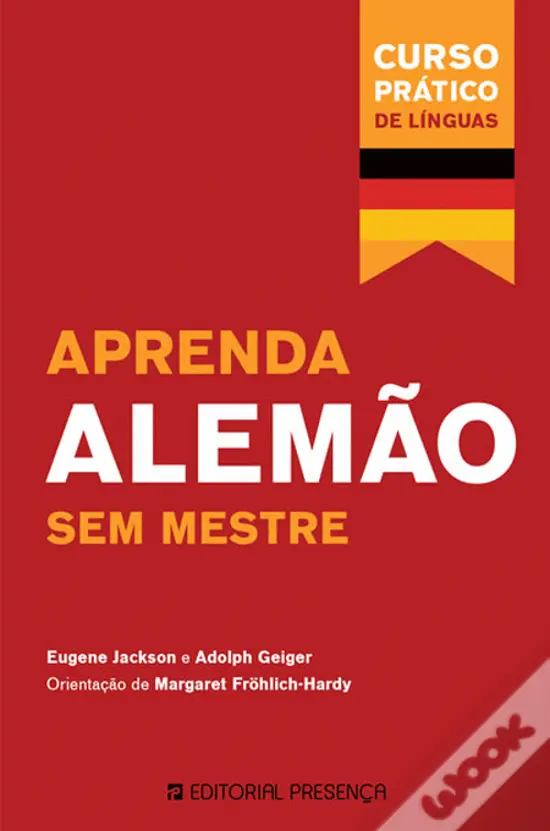 CURSO
PRÁTICO
DE LÍNGUAS
APRENDA
ALEMÃO
SEM MESTRE
Eugene Jackson e Adolph Geiger
Orientação de Margaret Fröhlich-Hardy
EDITORIAL PRESENÇA
WOOK